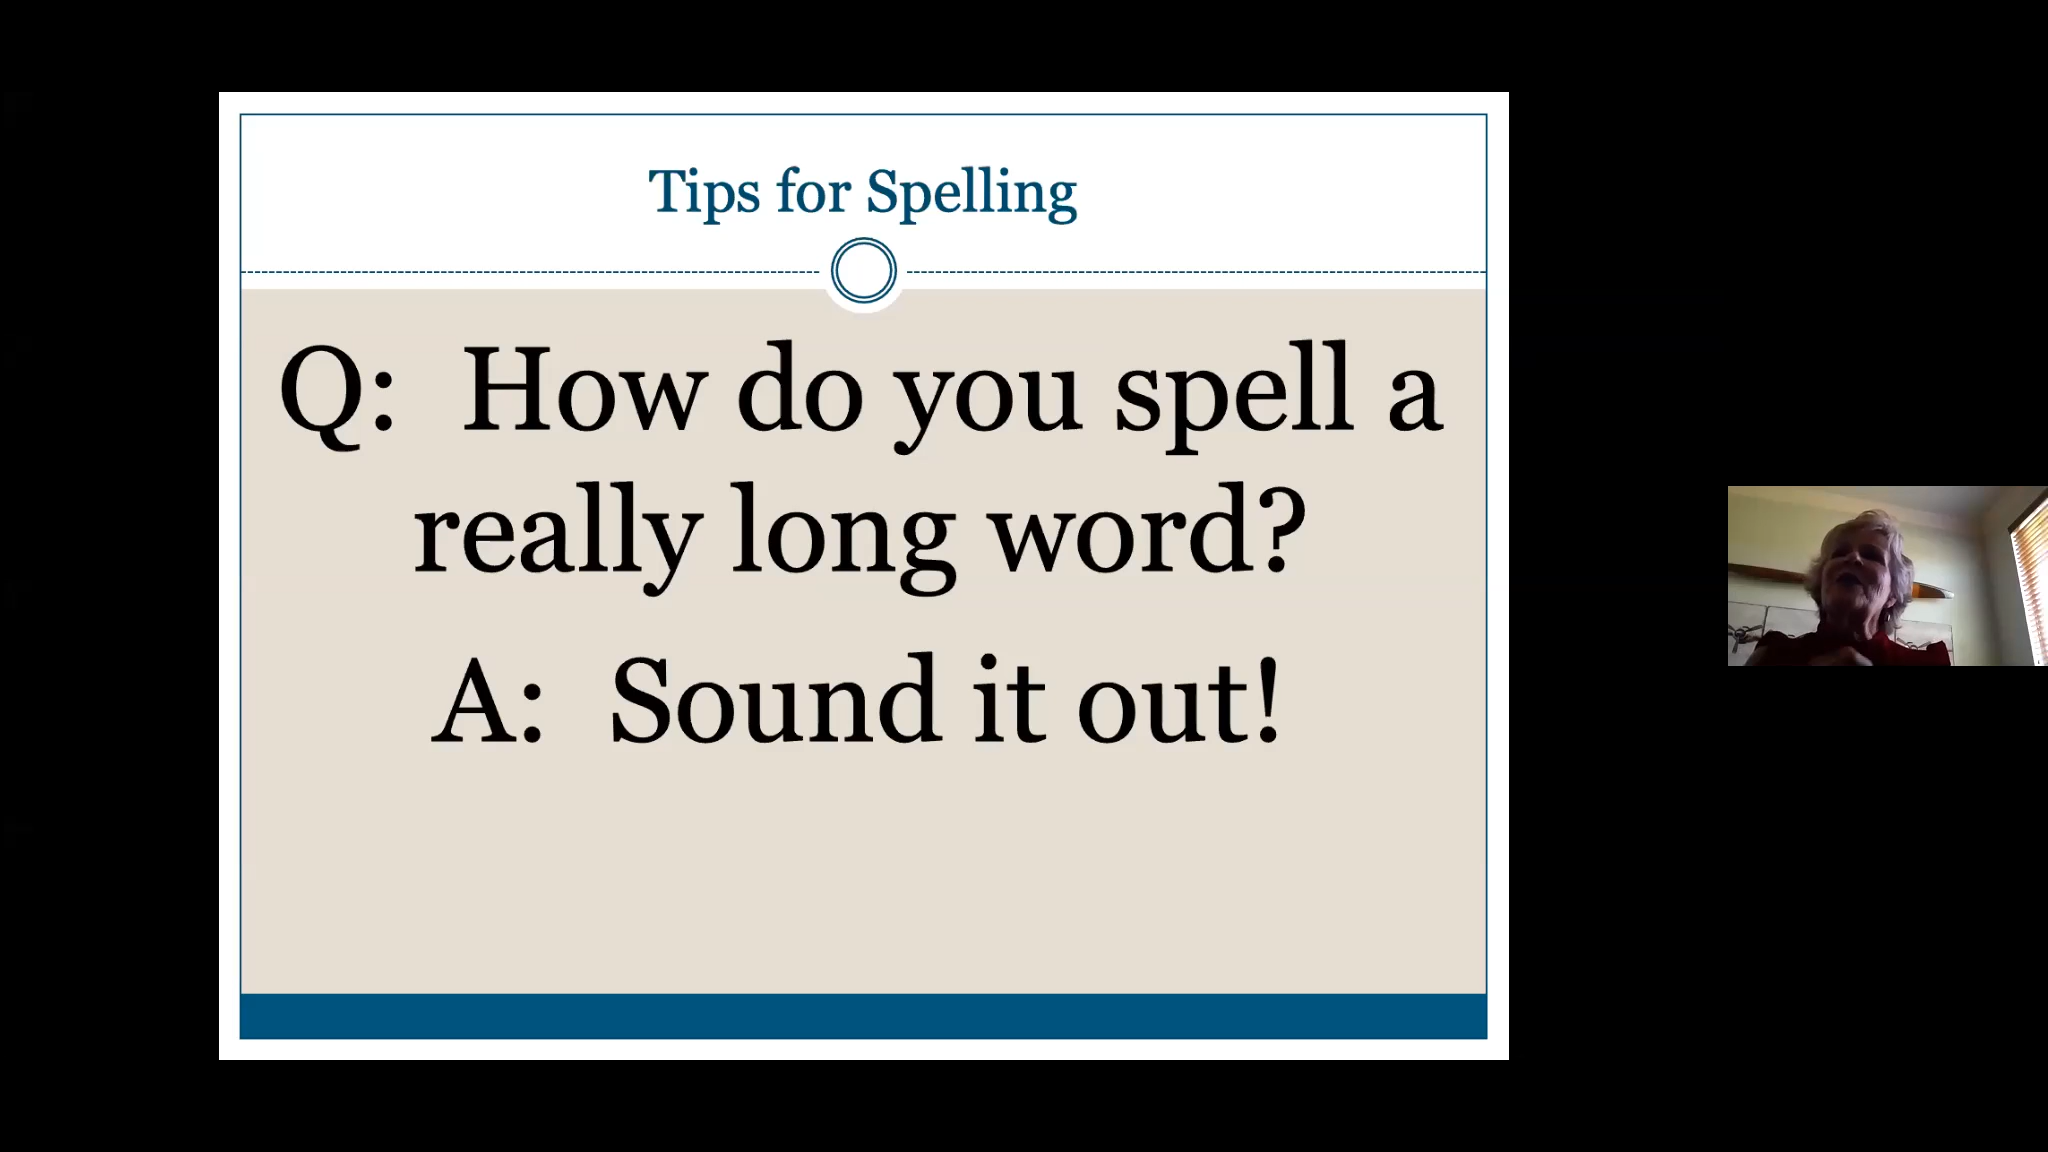 Tips for Spelling
Q: How do you spell a
really long word?
A: Sound it out!